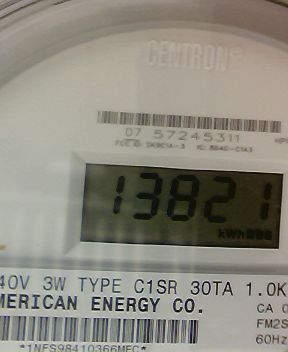 CENTRON®
07 57245311
13821
kWh
40V 3W TYPE C1SR 30TA 1.0K
MERICAN ENERGY CO.
CA 0
FM2S
60Hz
*1NFS98410366MEC*